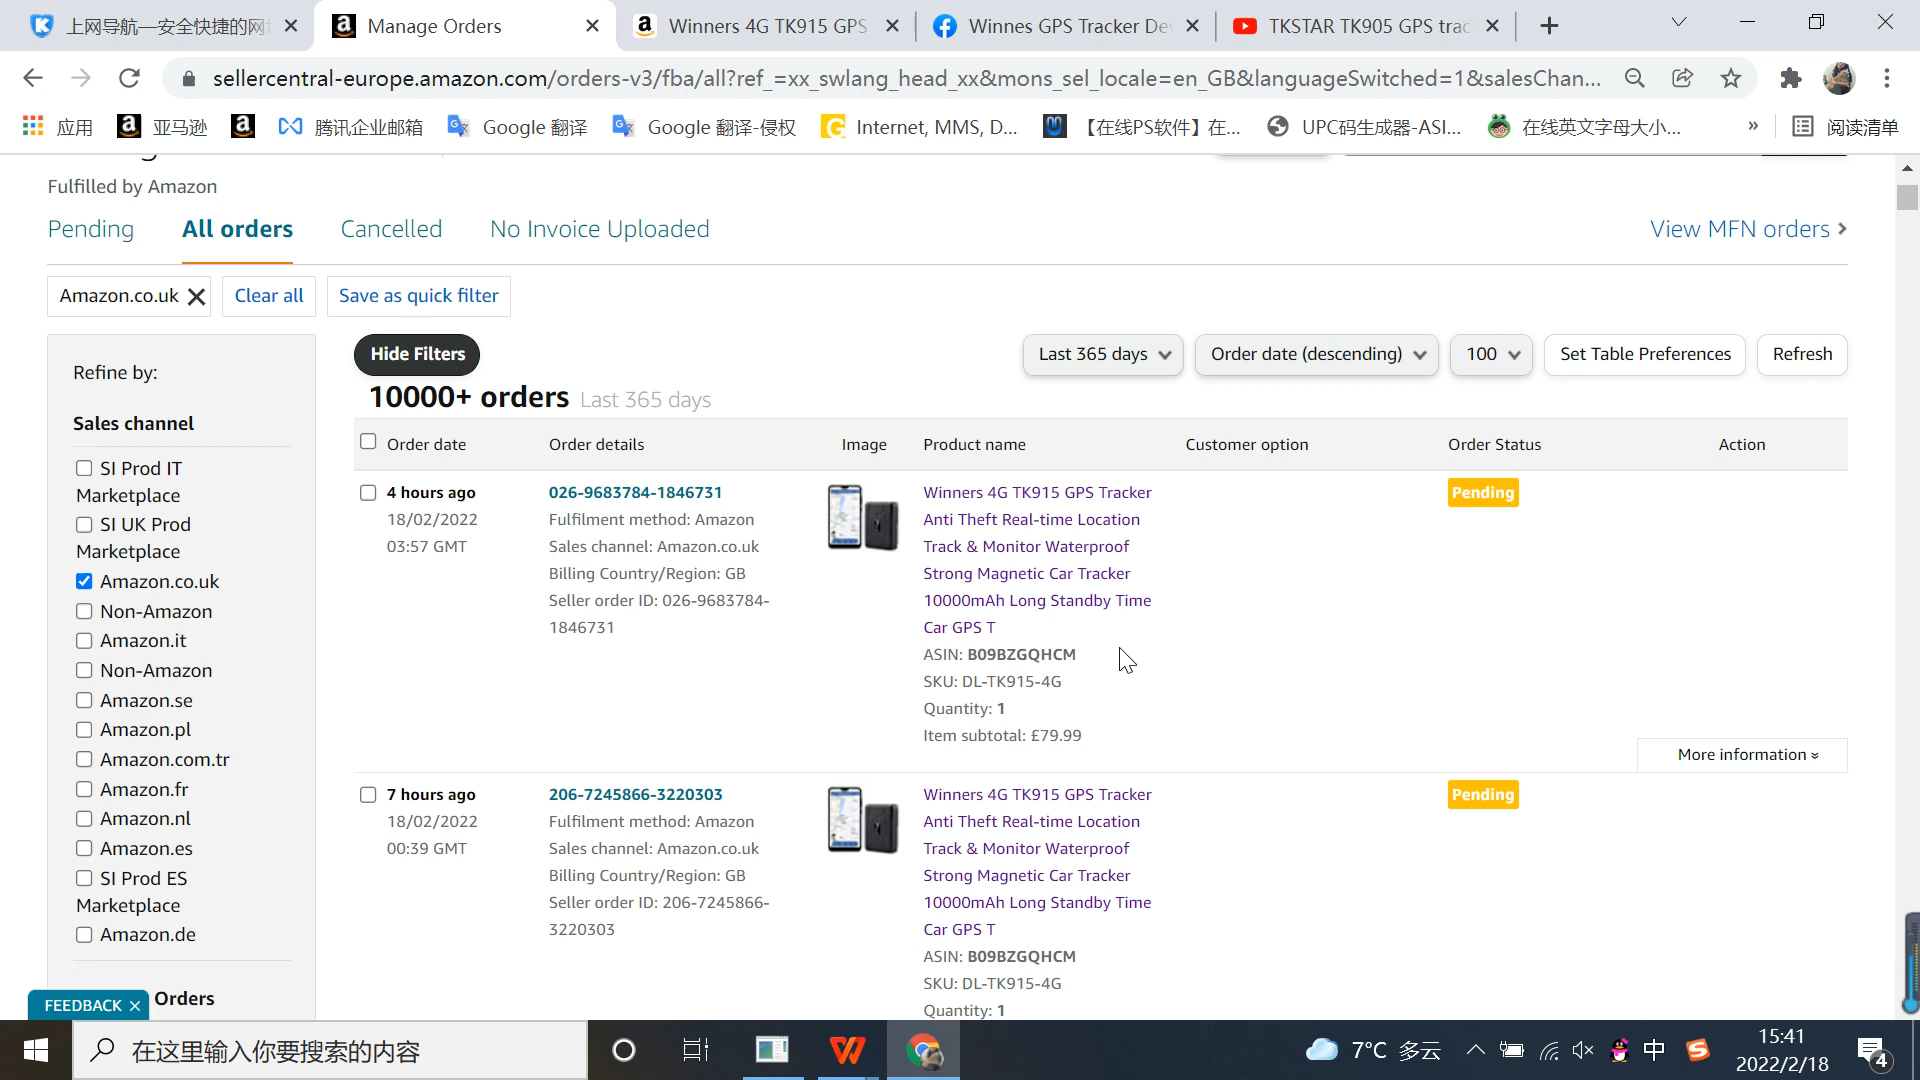 上网导航—安全快捷的网
Manage Orders
Winners 4G TK915 GPS
Winnes GPS Tracker De
TKSTAR TK905 GPS trac
sellercentral-europe.amazon.com/orders-v3/fba/all?ref_=xx_swlang_head_xx&mons_sel_locale=en_GB&languageSwitched=1&salesChan...
应用
亚马逊
腾讯企业邮箱
Google 翻译
Google 翻译-侵权
Internet, MMS, D...
【在线PS软件】在...
UPC码生成器-ASI...
在线英文字母大小...
»
阅读清单
Fulfilled by Amazon
Pending
All orders
Cancelled
No Invoice Uploaded
View MFN orders
Amazon.co.uk
Clear all
Save as quick filter
Refine by:
Sales channel
SI Prod IT
Marketplace
SI UK Prod
Marketplace
Amazon.co.uk
Non-Amazon
Amazon.it
Non-Amazon
Amazon.se
Amazon.pl
Amazon.com.tr
Amazon.fr
Amazon.nl
Amazon.es
SI Prod ES
Marketplace
Amazon.de
Orders
FEEDBACK
Hide Filters
Last 365 days
Order date (descending)
100
Set Table Preferences
Refresh
10000+ orders Last 365 days
Order date
Order details
Image
Product name
Customer option
Order Status
Action
4 hours ago
18/02/2022
03:57 GMT
026-9683784-1846731
Fulfilment method: Amazon
Sales channel: Amazon.co.uk
Billing Country/Region: GB
Seller order ID: 026-9683784-
1846731
Winners 4G TK915 GPS Tracker
Anti Theft Real-time Location
Track & Monitor Waterproof
Strong Magnetic Car Tracker
10000mAh Long Standby Time
Car GPS T
ASIN: B09BZGQHCM
SKU: DL-TK915-4G
Quantity: 1
Item subtotal: £79.99
Pending
More information
7 hours ago
18/02/2022
00:39 GMT
206-7245866-3220303
Fulfilment method: Amazon
Sales channel: Amazon.co.uk
Billing Country/Region: GB
Seller order ID: 206-7245866-
3220303
Winners 4G TK915 GPS Tracker
Anti Theft Real-time Location
Track & Monitor Waterproof
Strong Magnetic Car Tracker
10000mAh Long Standby Time
Car GPS T
ASIN: B09BZGQHCM
SKU: DL-TK915-4G
Quantity: 1
Pending
在这里输入你要搜索的内容
7°C 多云
中
15:41
2022/2/18
4